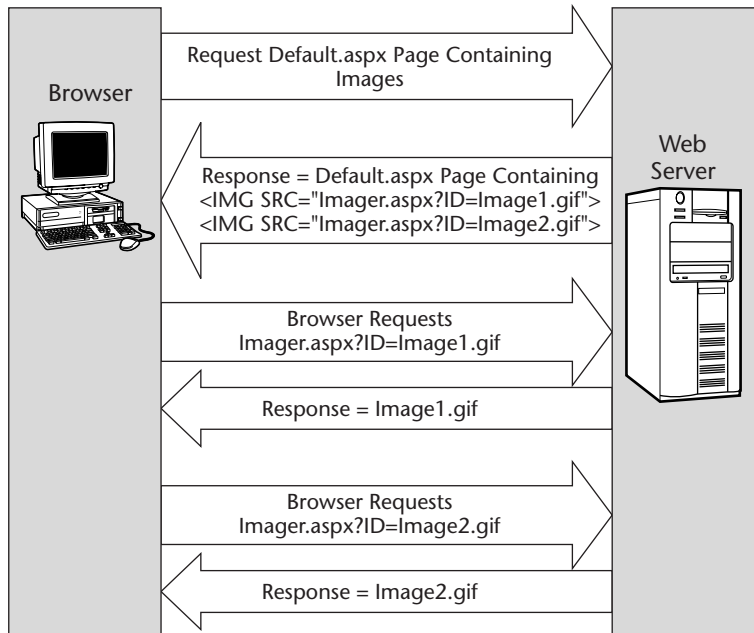 Request Default.aspx Page Containing
Images
Browser
Web
Server
Response = Default.aspx Page Containing
<IMG SRC="Imager.aspx?ID=Image1.gif">
<IMG SRC="Imager.aspx?ID=Image2.gif">
Browser Requests
Imager.aspx?ID=Image1.gif
Response = Image1.gif
Browser Requests
Imager.aspx?ID=Image2.gif
Response = Image2.gif